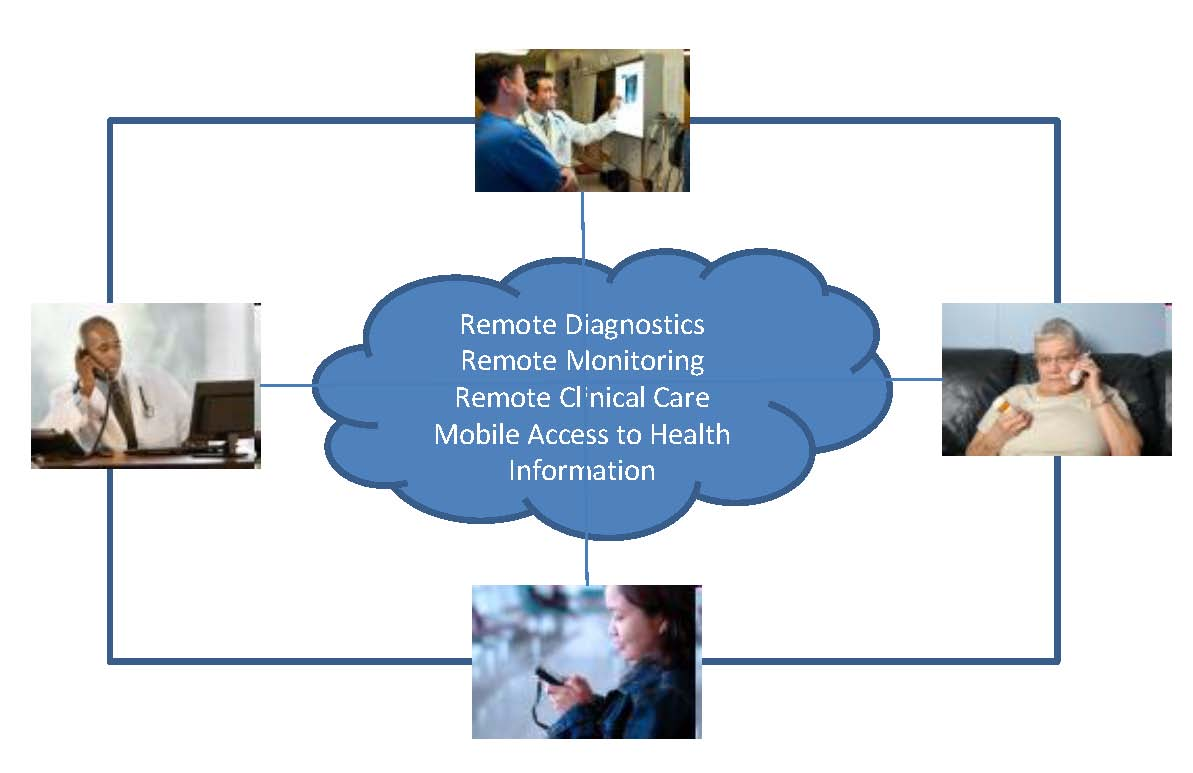 Remote Diagnostics
Remote Monitoring
Remote Clinical Care
Mobile Access to Health
Information